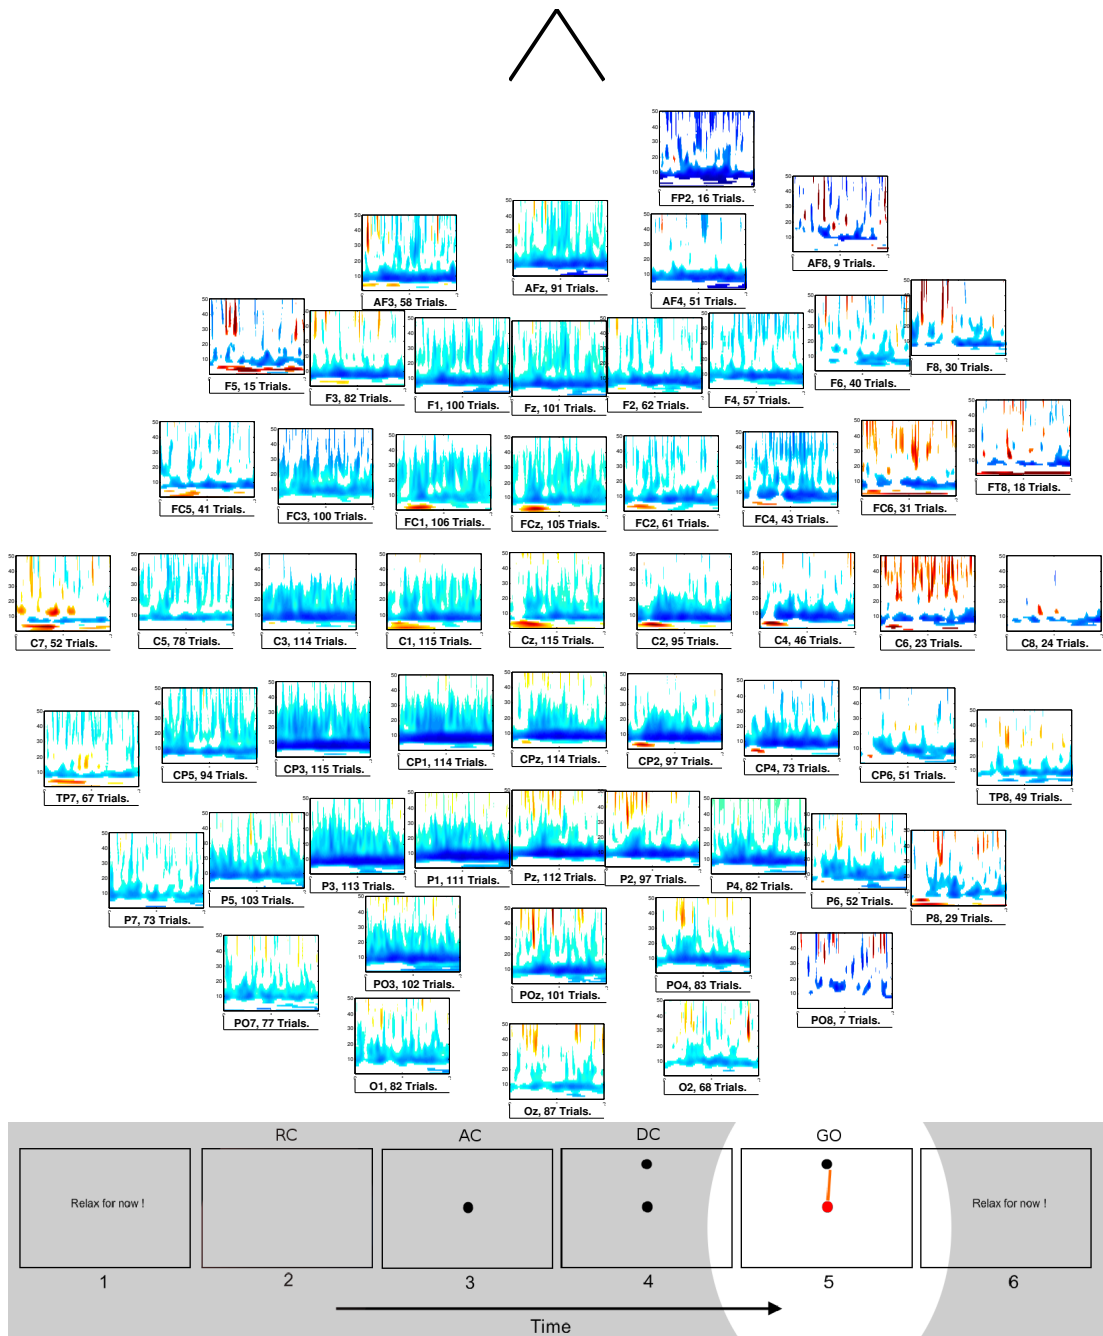 FP2, 16 Trials.
AF8, 9 Trials.
AF3, 58 Trials.
AFz, 91 Trials.
AF4, 51 Trials.
F5, 15 Trials.
F3, 82 Trials.
F1, 100 Trials.
Fz, 101 Trials.
F2, 62 Trials.
F4, 57 Trials.
F6, 40 Trials.
F8, 30 Trials.
FC5, 41 Trials.
FC3, 100 Trials.
FC1, 106 Trials.
FCz, 105 Trials.
FC2, 61 Trials.
FC4, 43 Trials.
FC6, 31 Trials.
FT8, 18 Trials.
C7, 52 Trials.
C5, 78 Trials.
C3, 114 Trials.
C1, 115 Trials.
Cz, 115 Trials.
C2, 95 Trials.
C4, 46 Trials.
C6, 23 Trials.
C8, 24 Trials.
TP7, 67 Trials.
CP5, 94 Trials.
CP3, 115 Trials.
CP1, 114 Trials.
CPz, 114 Trials.
CP2, 97 Trials.
CP4, 73 Trials.
CP6, 51 Trials.
TP8, 49 Trials.
P7, 73 Trials.
P5, 103 Trials.
P3, 113 Trials.
P1, 111 Trials.
Pz, 112 Trials.
P2, 97 Trials.
P4, 82 Trials.
P6, 52 Trials.
P8, 29 Trials.
PO7, 77 Trials.
PO3, 102 Trials.
POz, 101 Trials.
PO4, 83 Trials.
PO8, 7 Trials.
O1, 82 Trials.
Oz, 87 Trials.
O2, 68 Trials.
RC AC DC GO
Relax for now !
Relax for now !
1 2 3 4 5 6
Time